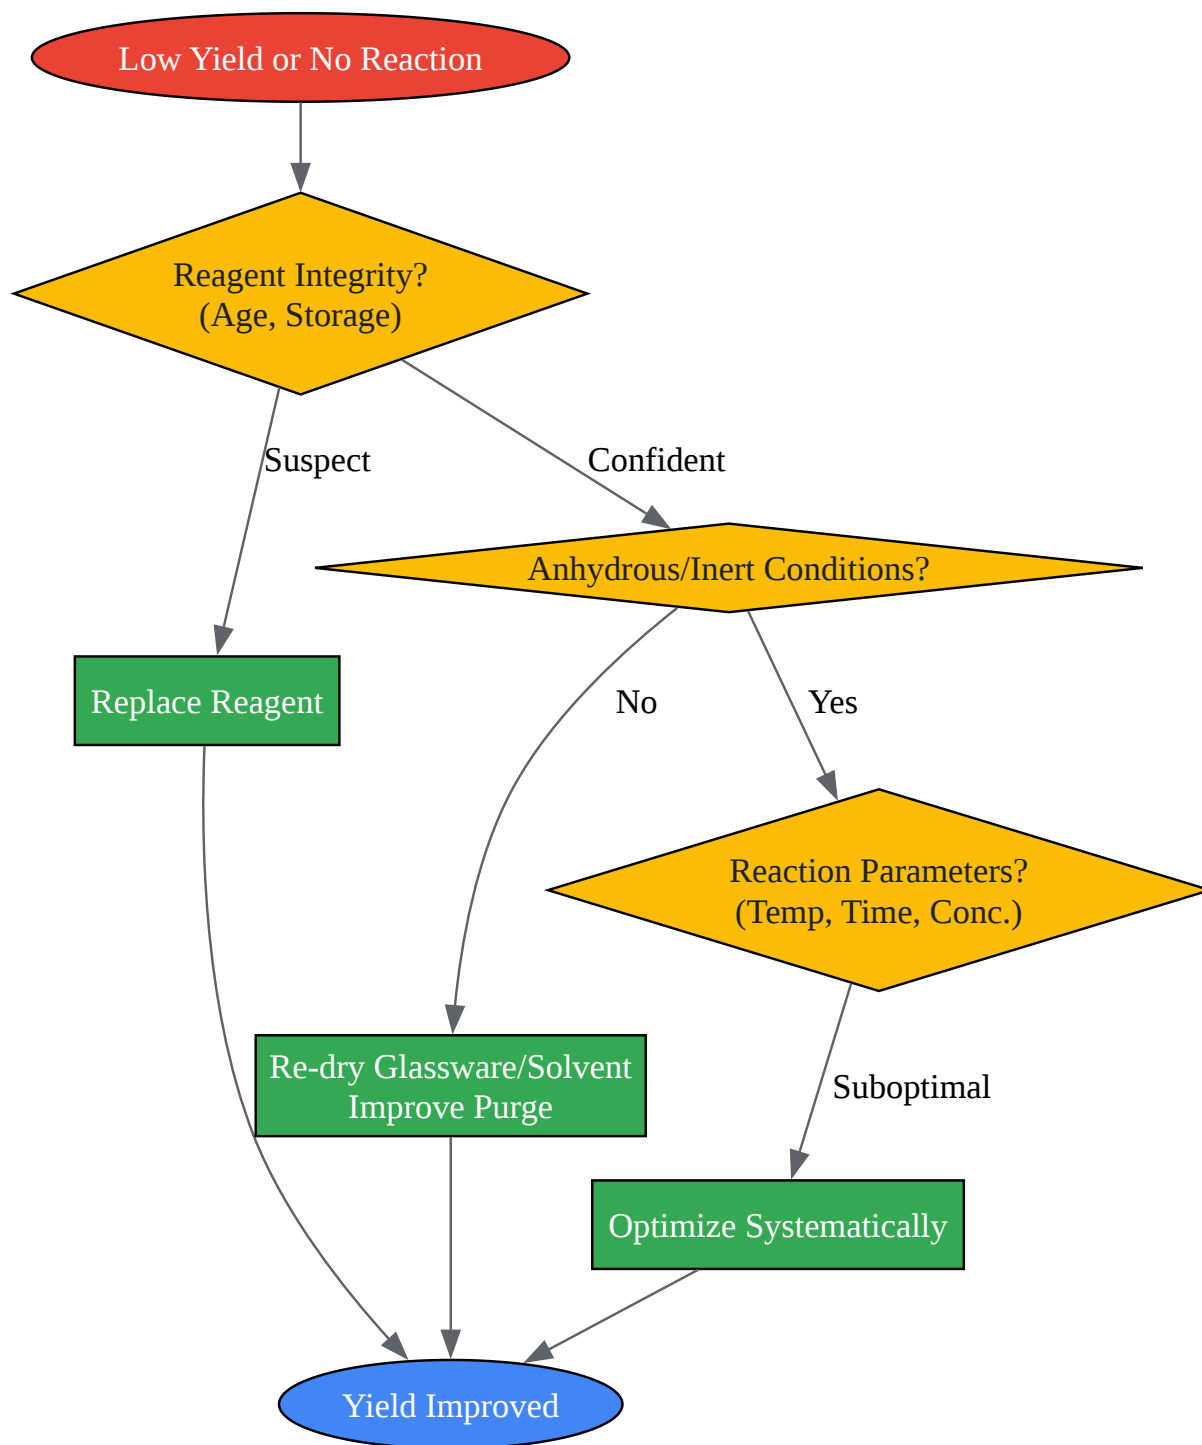 Low Yield or No Reaction
Reagent Integrity?
(Age, Storage)
Suspect
Confident
Anhydrous/Inert Conditions?
Replace Reagent
No
Yes
Reaction Parameters?
(Temp, Time, Conc.)
Re-dry Glassware/Solvent
Improve Purge
Suboptimal
Optimize Systematically
Yield Improved